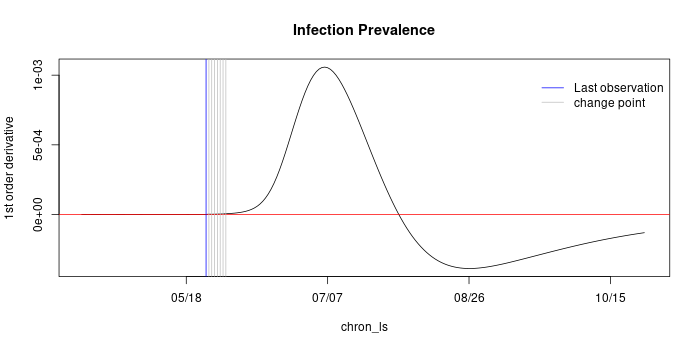 Infection Prevalence
1st order derivative
1e-03
5e-04
0e+00
Last observation
change point
05/18
07/07
08/26
10/15
chron_ls